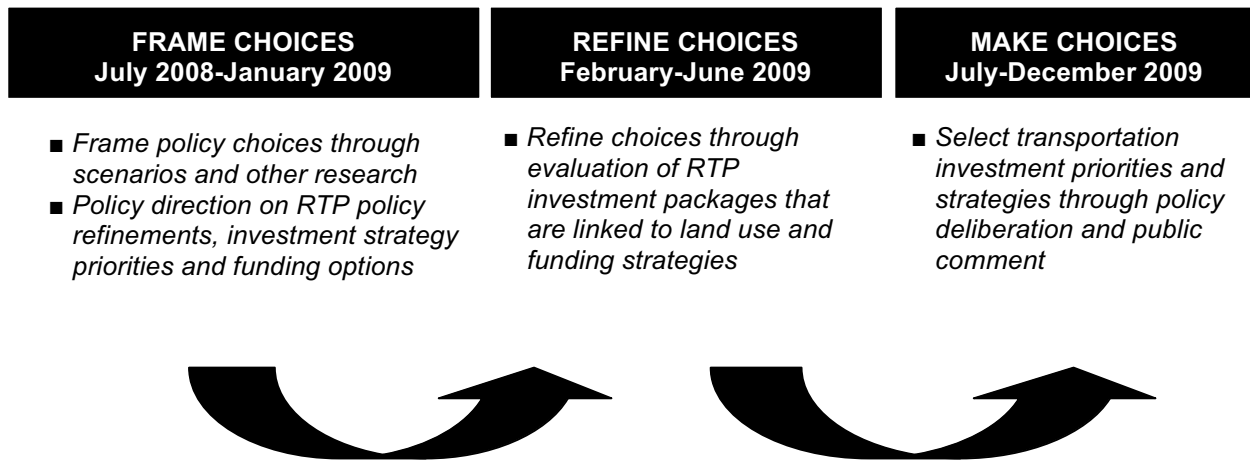 FRAME CHOICES
July 2008-January 2009
■ Frame policy choices through
scenarios and other research
■ Policy direction on RTP policy
refinements, investment strategy
priorities and funding options
REFINE CHOICES
February-June 2009
■ Refine choices through
evaluation of RTP
investment packages that
are linked to land use and
funding strategies
MAKE CHOICES
July-December 2009
■ Select transportation
investment priorities and
strategies through policy
deliberation and public
comment